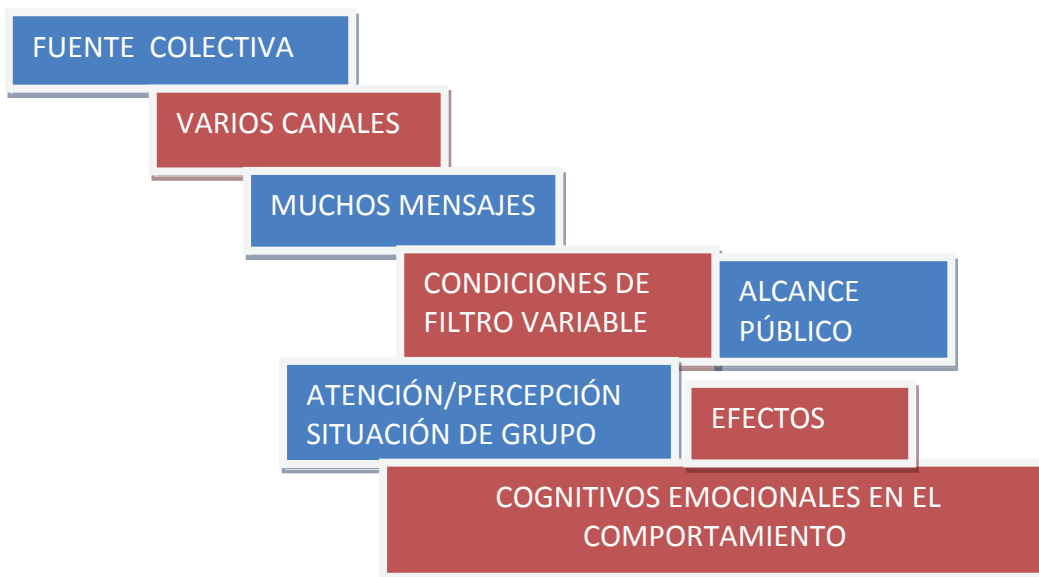 FUENTE COLECTIVA
VARIOS CANALES
MUCHOS MENSAJES
CONDICIONES DE
FILTRO VARIABLE
ALCANCE
PÚBLICO
ATENCIÓN/PERCEPCIÓN
SITUACIÓN DE GRUPO
EFECTOS
COGNITIVOS EMOCIONALES EN EL
COMPORTAMIENTO